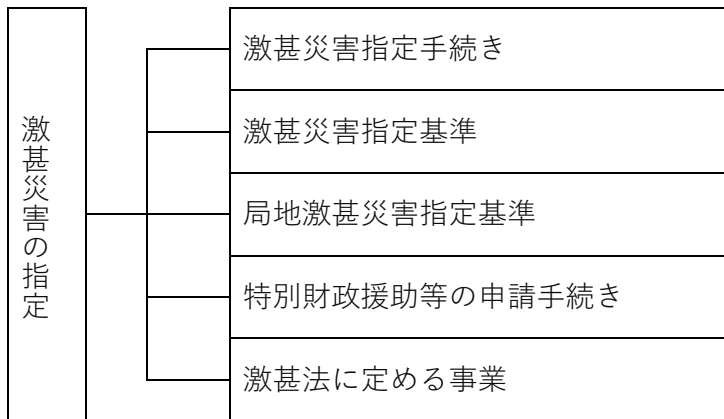 激甚災害の指定
激甚災害指定手続き
激甚災害指定基準
局地激甚災害指定基準
特別財政援助等の申請手続き
激甚法に定める事業